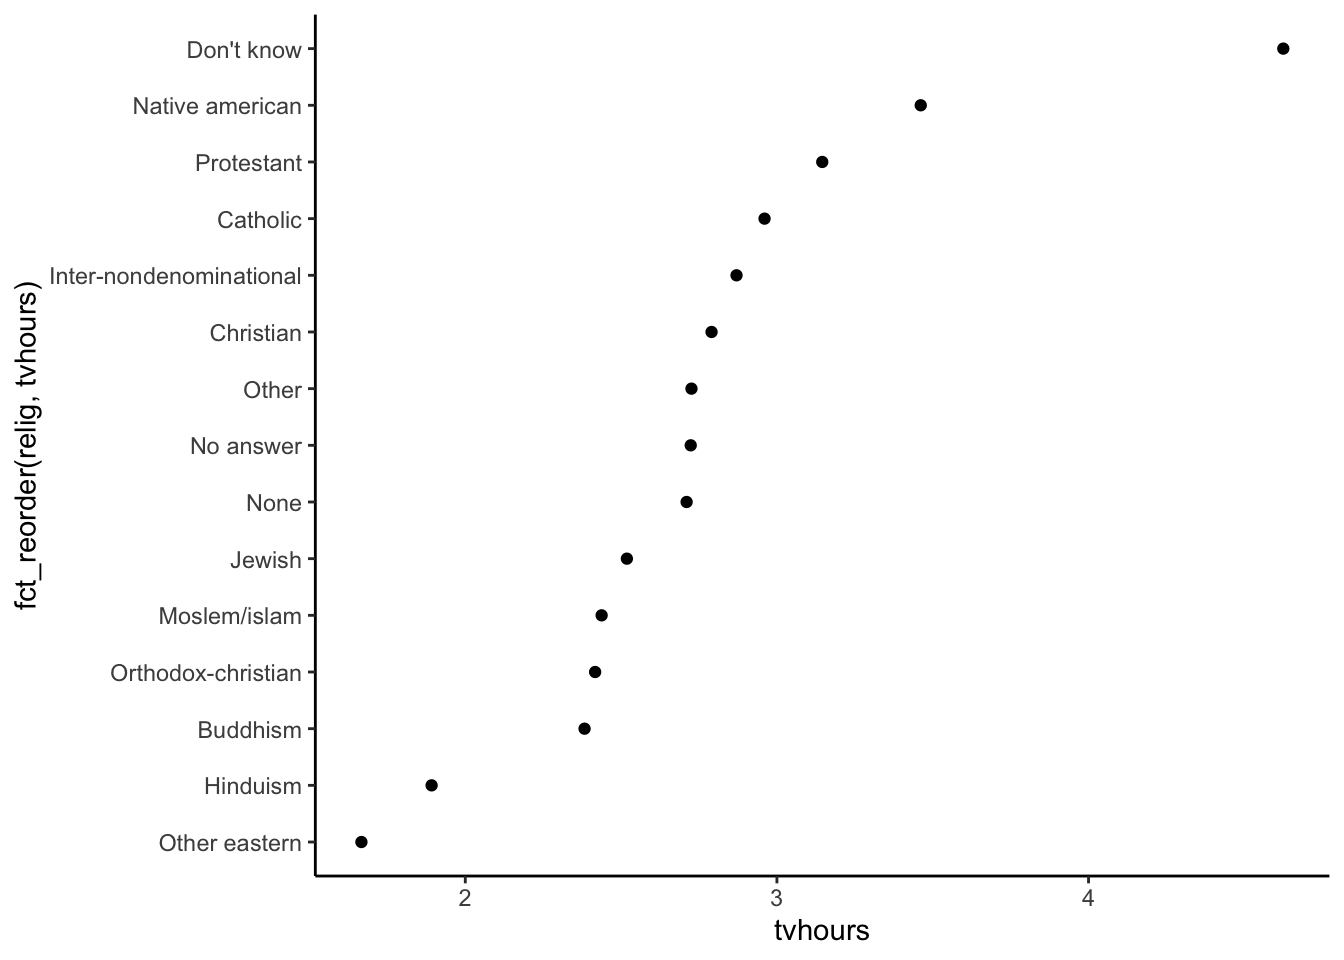 Don't know
Native american
Protestant
Catholic
Inter-nondenominational
Christian
Other
No answer
None
Jewish
Moslem/islam
Orthodox-christian
Buddhism
Hinduism
Other eastern
fct_reorder(relig, tvhours)
2 3 4
tvhours